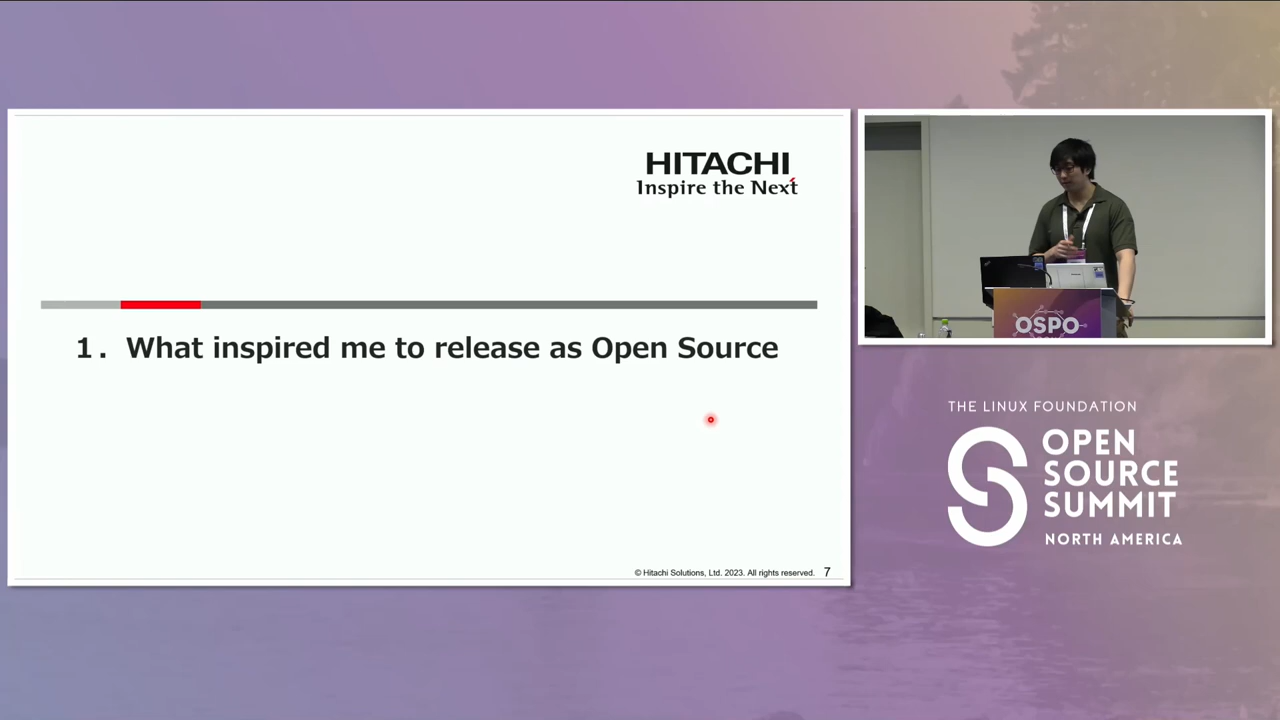 HITACHI
Inspire the Next
1. What inspired me to release as Open Source
© Hitachi Solutions, Ltd. 2023. All rights reserved. 7
OSPO
THE LINUX FOUNDATION
OPEN
SOURCE
SUMMIT
NORTH AMERICA